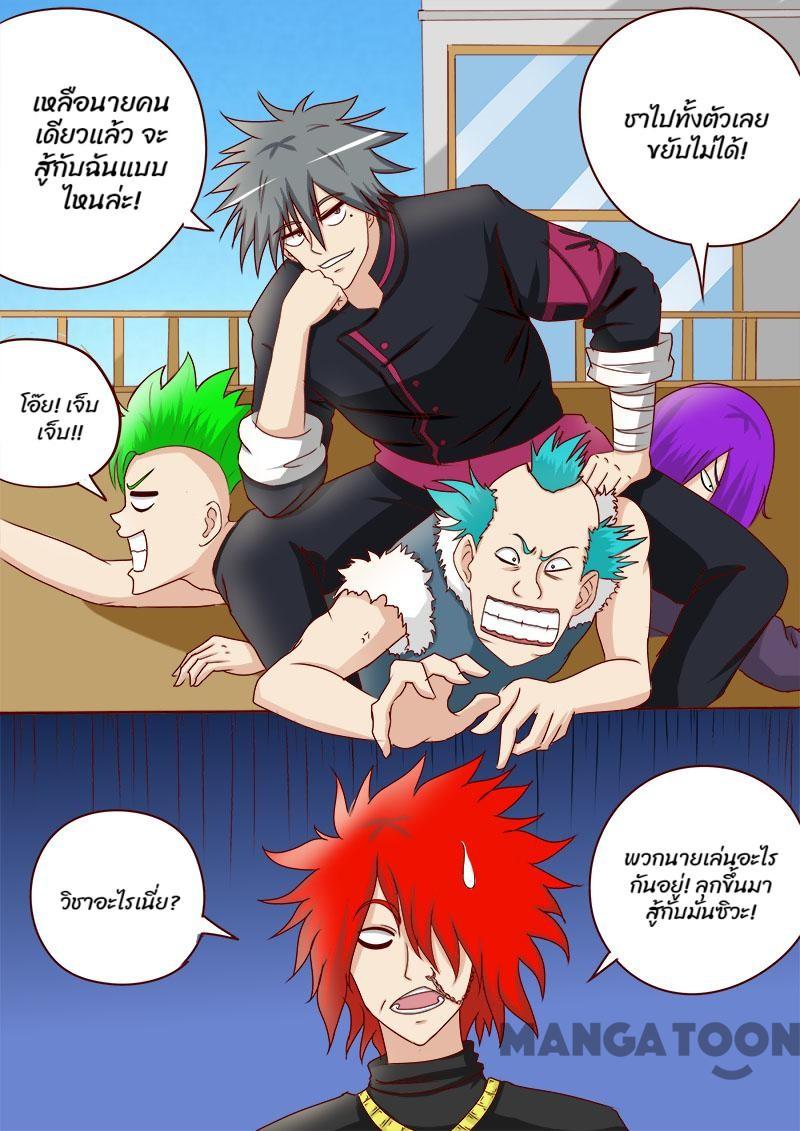 เหลือนายคน
เดียวแล้ว จะ
สู้กับฉันแบบ
ไหนล่ะ!
ชาไปทั้งตัวเลย
ขยับไม่ได้!
โอ๊ย! เจ็บ
เจ็บ!!
วิชาอะไรเนี่ย?
พวกนายเล่นอะไร
กันอยู่! ลุกขึ้นมา
สู้กับมันซิวะ!
MANGATOON